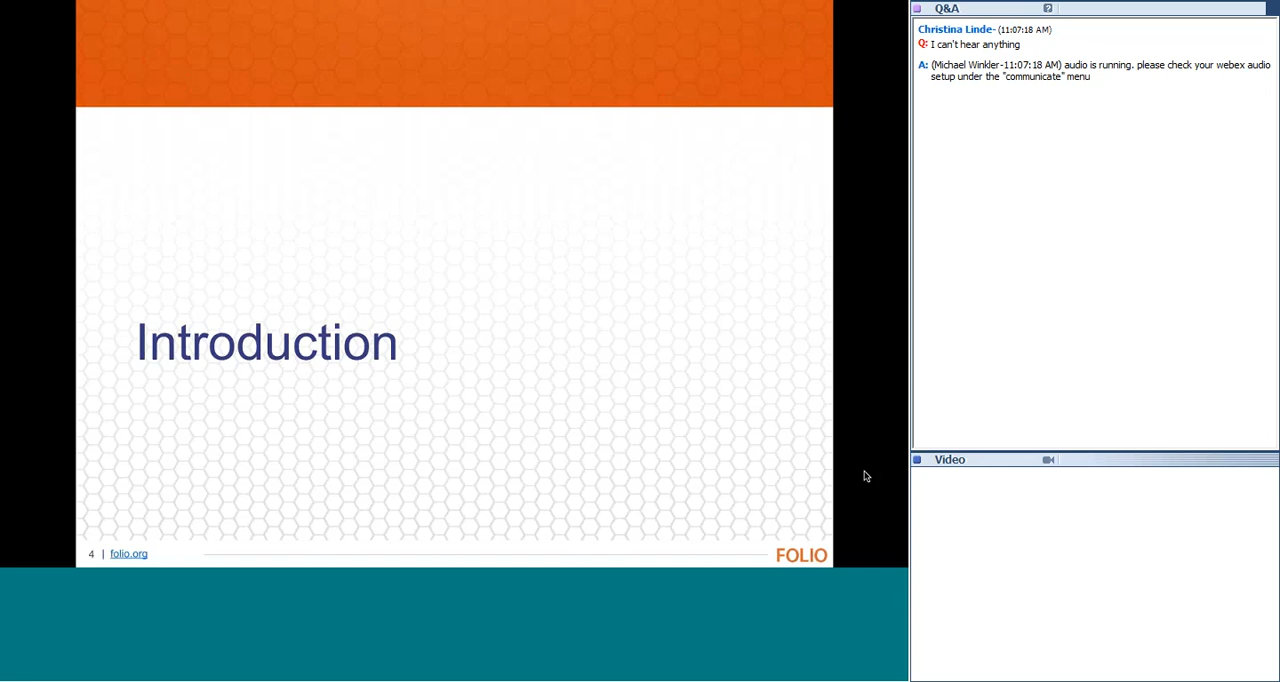 Introduction
4 | folio.org
FOLIO
Q&A
?
Christina Linde- (11:07:18 AM)
Q: I can't hear anything
A: (Michael Winkler-11:07:18 AM) audio is running, please check your webex audio
setup under the "communicate" menu
Video